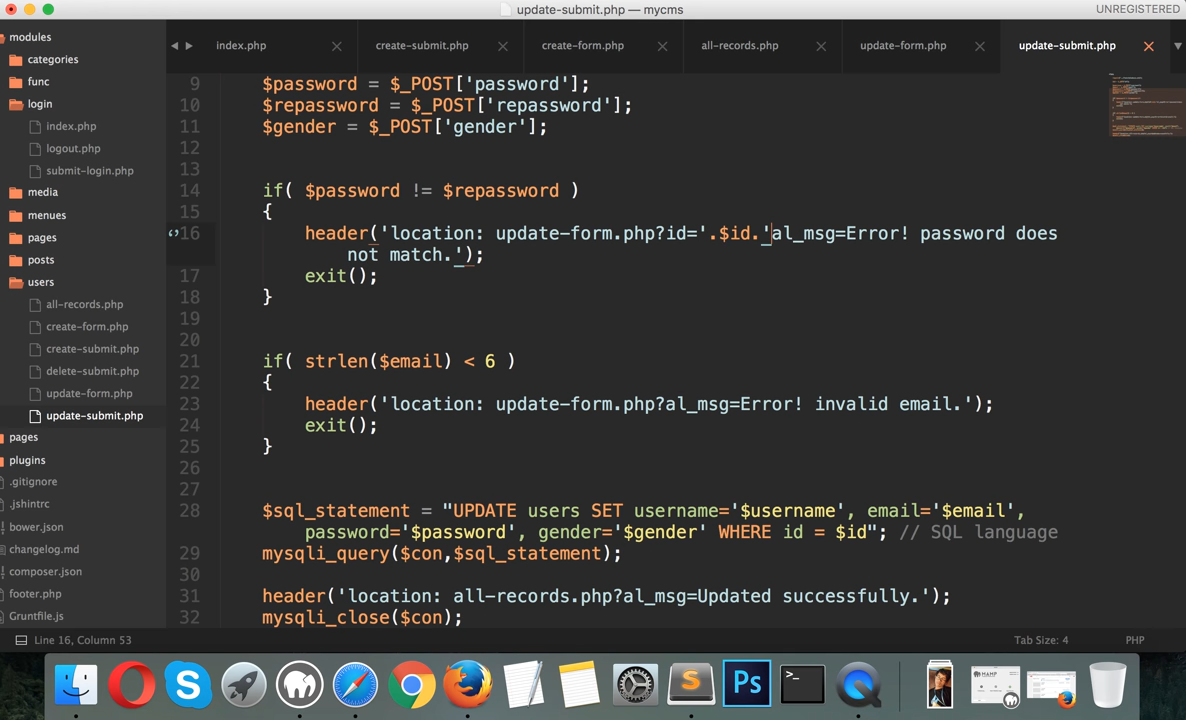 update-submit.php — mycms
UNREGISTERED
index.php
create-submit.php
create-form.php
all-records.php
update-form.php
update-submit.php
modules
categories
func
login
index.php
logout.php
submit-login.php
media
menues
pages
posts
users
all-records.php
create-form.php
create-submit.php
delete-submit.php
update-form.php
update-submit.php
pages
plugins
.gitignore
.jshintrc
bower.json
changelog.md
composer.json
footer.php
Gruntfile.js
9 $password = $_POST['password'];
10 $repassword = $_POST['repassword'];
11 $gender = $_POST['gender'];
12
13
14 if( $password != $repassword )
15 {
16 header('location: update-form.php?id='.$id.'al_msg=Error! password does
not match.');
17 exit();
18 }
19
20
21 if( strlen($email) < 6 )
22 {
23 header('location: update-form.php?al_msg=Error! invalid email.');
24 exit();
25 }
26
27
28 $sql_statement = "UPDATE users SET username='$username', email='$email',
password='$password', gender='$gender' WHERE id = $id"; // SQL language
29 mysqli_query($con,$sql_statement);
30
31 header('location: all-records.php?al_msg=Updated successfully.');
32 mysqli_close($con);
Line 16, Column 53
Tab Size: 4
PHP
S
>_
S
Ps
MAMP